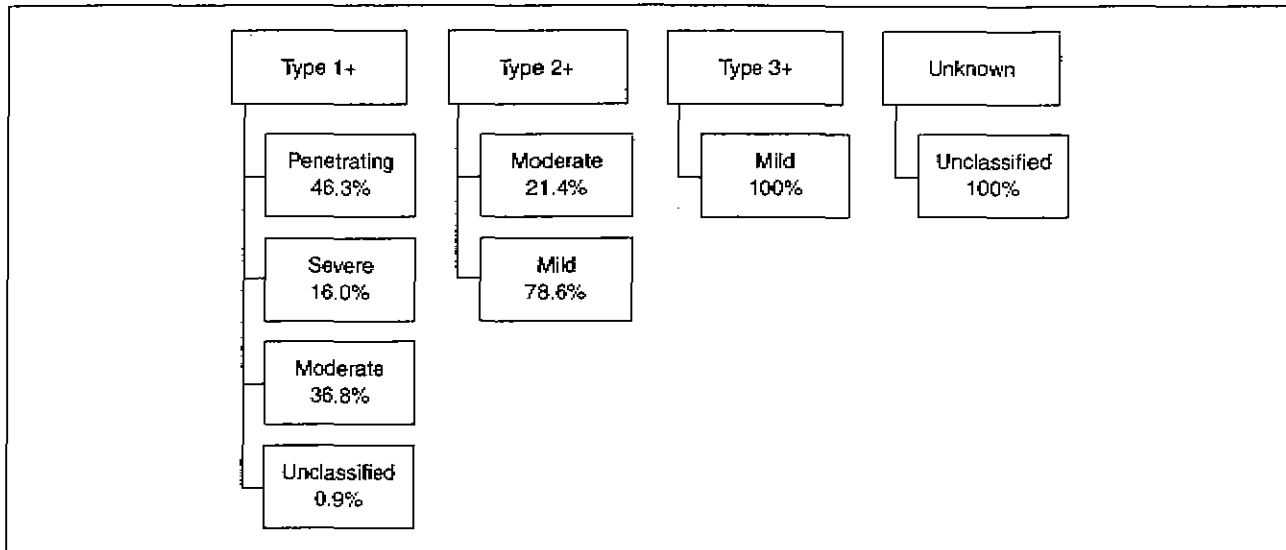 Type 1+
Penetrating
46.3%
Severe
16.0%
Moderate
36.8%
Unclassified
0.9%
Type 2+
Moderate
21.4%
Mild
78.6%
Type 3+
Mild
100%
Unknown
Unclassified
100%